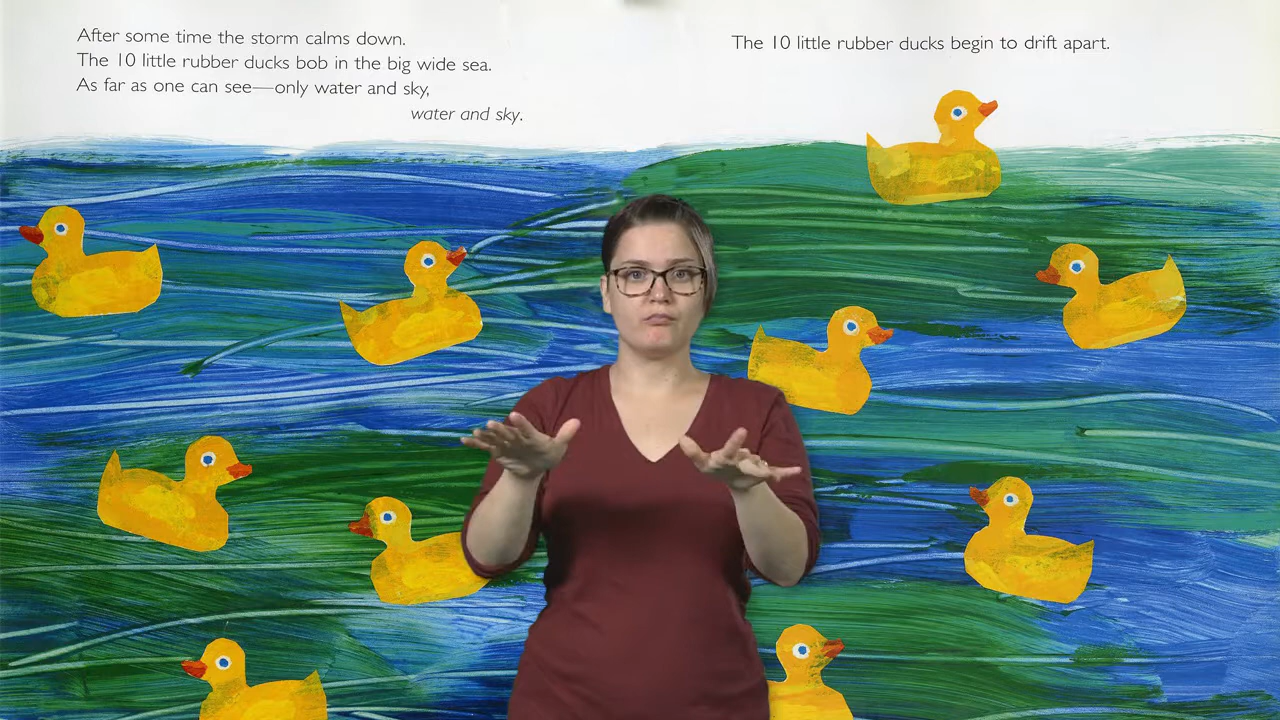 After some time the storm calms down.
The 10 little rubber ducks bob in the big wide sea.
As far as one can see—only water and sky,
water and sky.
The 10 little rubber ducks begin to drift apart.